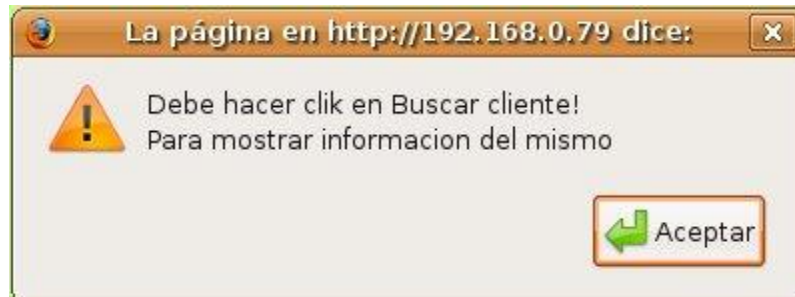 La página en http://192.168.0.79 dice:
Debe hacer clik en Buscar cliente!
Para mostrar informacion del mismo
Aceptar